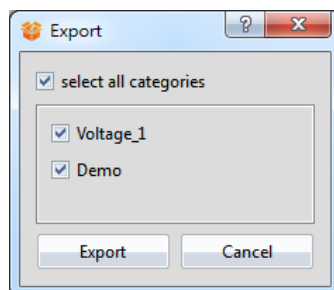 Export
select all categories
Voltage_1
Demo
Export Cancel